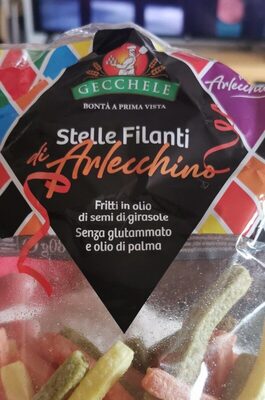 GECCHELE
BONTÀ A PRIMA VISTA
Arlecchino
Stelle Filanti
di Arlecchino
Fritti in olio
di semi di girasole
Senza glutammato
e olio di palma